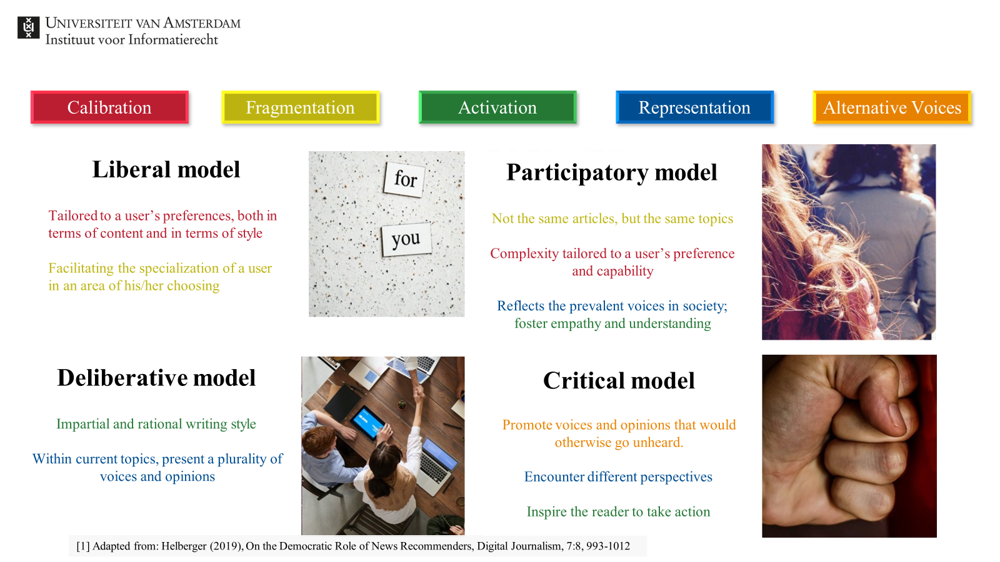 UNIVERSITEIT VAN AMSTERDAM
Instituut voor Informatierecht
Calibration
Fragmentation
Activation
Representation
Alternative Voices
Liberal model
Tailored to a user’s preferences, both in
terms of content and in terms of style
Facilitating the specialization of a user
in an area of his/her choosing
for
you
Participatory model
Not the same articles, but the same topics
Complexity tailored to a user’s preference
and capability
Reflects the prevalent voices in society;
foster empathy and understanding
Deliberative model
Impartial and rational writing style
Within current topics, present a plurality of
voices and opinions
Critical model
Promote voices and opinions that would
otherwise go unheard.
Encounter different perspectives
Inspire the reader to take action
[1] Adapted from: Helberger (2019), On the Democratic Role of News Recommenders, Digital Journalism, 7:8, 993-1012